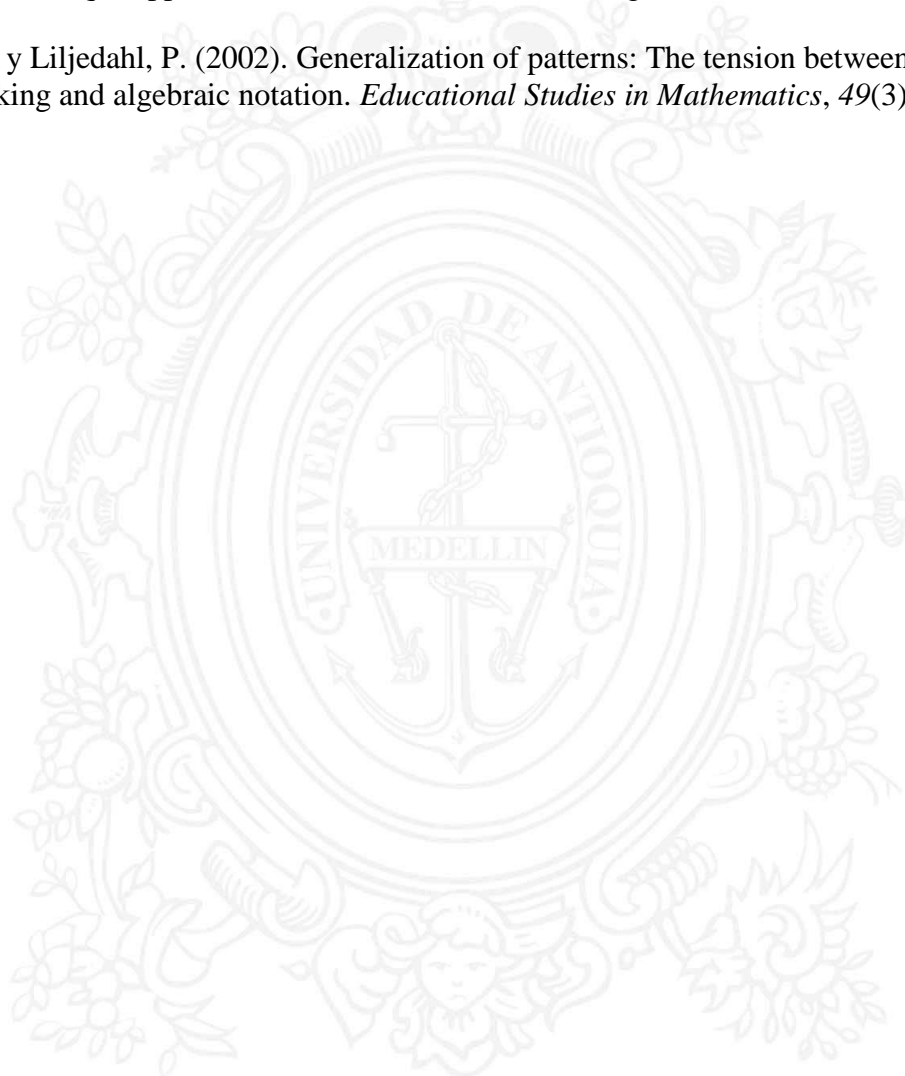 y Liljedahl, P. (2002). Generalization of patterns: The tension between
king and algebraic notation. Educational Studies in Mathematics, 49(3)
UNIVERSIDAD DE ANTIOQUIA
MEDELLIN